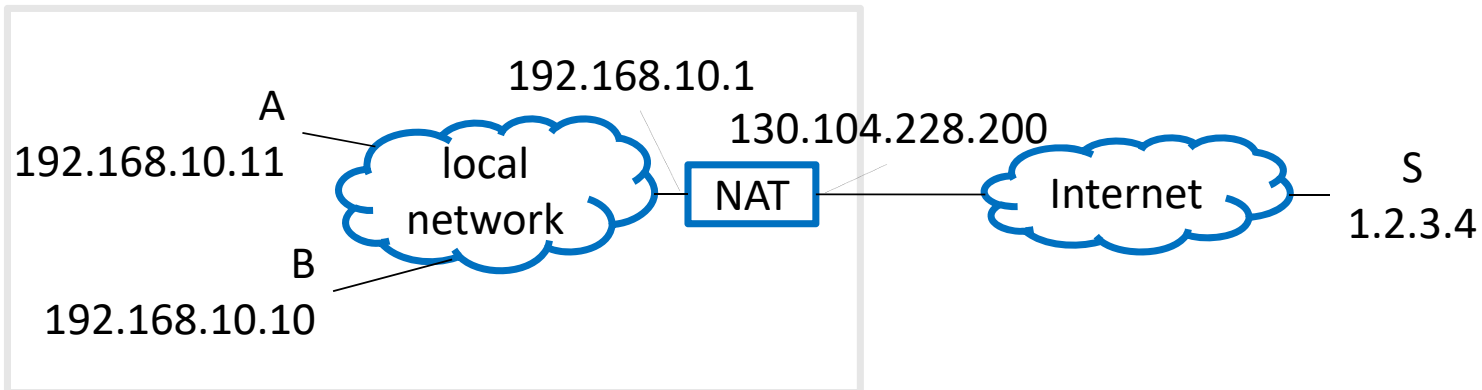 192.168.10.1
A
130.104.228.200
192.168.10.11
local
network
NAT
Internet
S
1.2.3.4
B
192.168.10.10